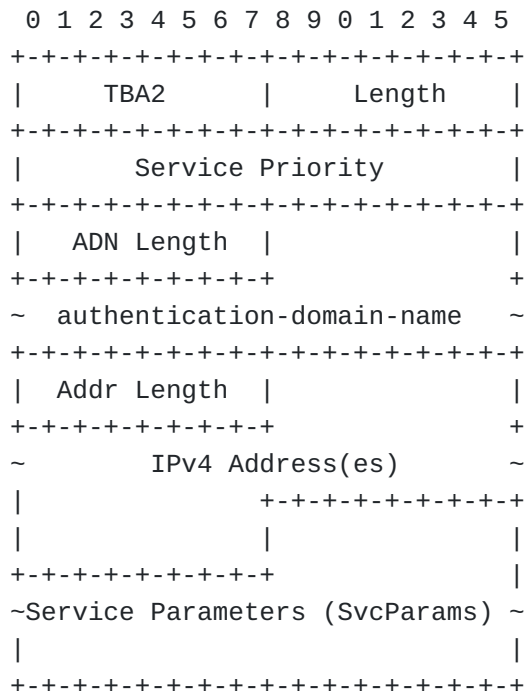 0 1 2 3 4 5 6 7 8 9 0 1 2 3 4 5
+-+-+-+-+-+-+-+-+-+-+-+-+-+-+-+-+
|     TBA2      |     Length    |
+-+-+-+-+-+-+-+-+-+-+-+-+-+-+-+-+
|       Service Priority        |
+-+-+-+-+-+-+-+-+-+-+-+-+-+-+-+-+
|   ADN Length  |               |
+-+-+-+-+-+-+-+-+               +
~  authentication-domain-name   ~
+-+-+-+-+-+-+-+-+-+-+-+-+-+-+-+-+
|  Addr Length  |               |
+-+-+-+-+-+-+-+-+               +
~        IPv4 Address(es)       ~
|               +-+-+-+-+-+-+-+-+
|               |               |
+-+-+-+-+-+-+-+-+               |
~Service Parameters (SvcParams) ~
|                               |
+-+-+-+-+-+-+-+-+-+-+-+-+-+-+-+-+